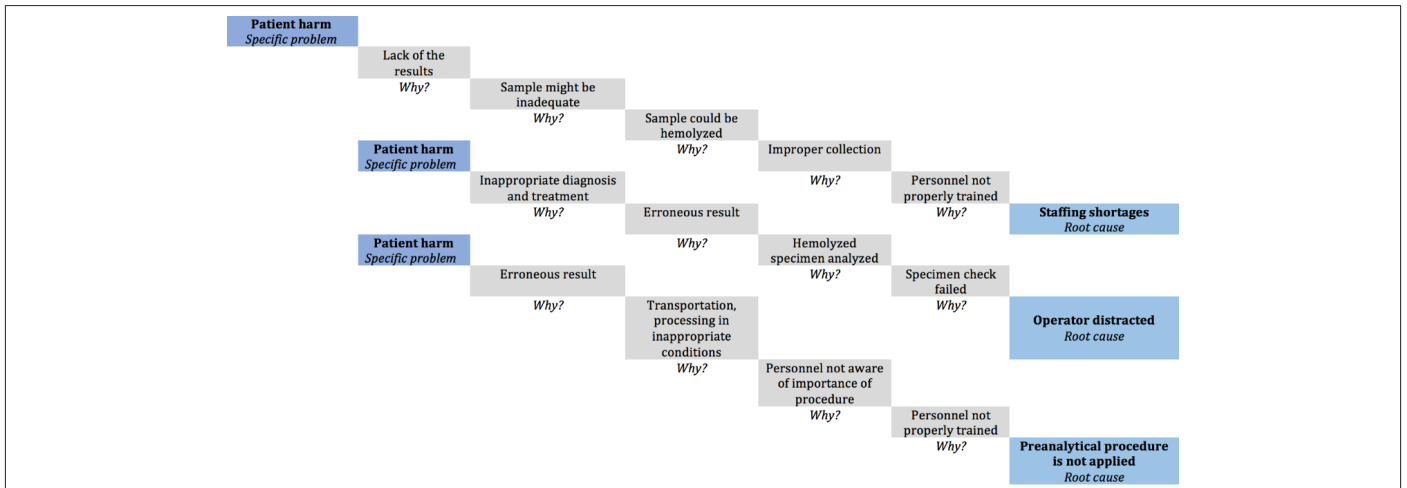 Patient harm
Specific problem
Lack of the
results
Why?
Sample might be
inadequate
Why?
Sample could be
hemolyzed
Why?
Improper collection
Why?
Personnel not
properly trained
Why?
Staffing shortages
Root cause
Patient harm
Specific problem
Inappropriate diagnosis
and treatment
Why?
Erroneous result
Why?
Hemolyzed
specimen analyzed
Why?
Specimen check
failed
Why?
Operator distracted
Root cause
Patient harm
Specific problem
Erroneous result
Why?
Transportation,
processing in
inappropriate
conditions
Why?
Personnel not aware
of importance of
procedure
Why?
Personnel not
properly trained
Why?
Preanalytical procedure
is not applied
Root cause